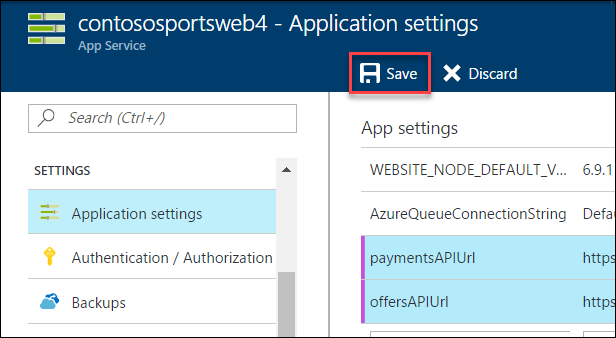 contososportsweb4 - Application settings
App Service
Save
Discard
Search (Ctrl+/)
SETTINGS
Application settings
Authentication / Authorization
Backups
App settings
WEBSITE_NODE_DEFAULT_V... 6.9.1
AzureQueueConnectionString Defau
paymentsAPIUrl https
offersAPIUrl https